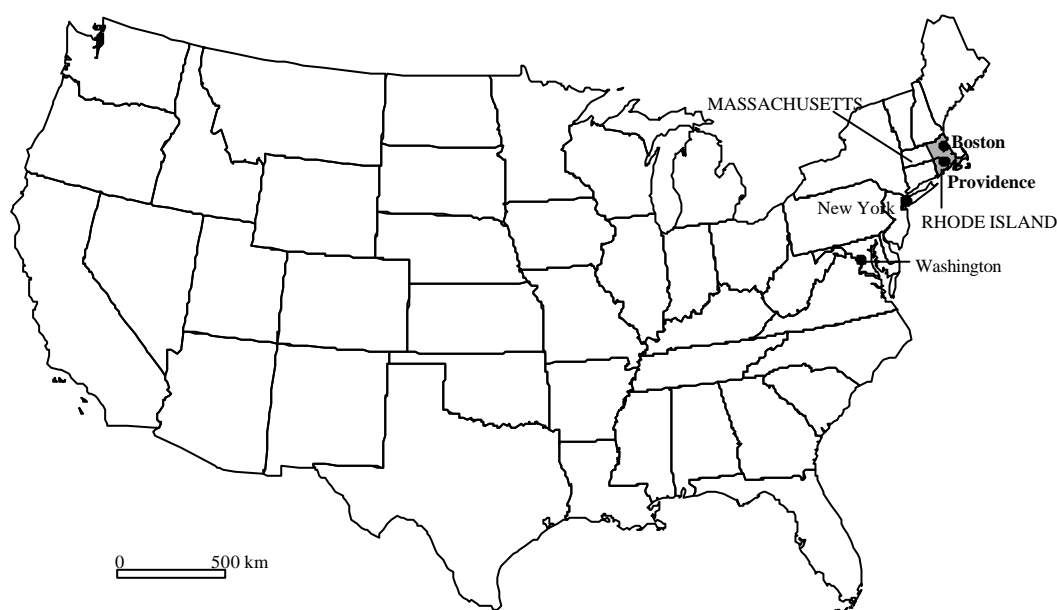 MASSACHUSETTS
Boston
Providence
New York
RHODE ISLAND
Washington
0 500 km